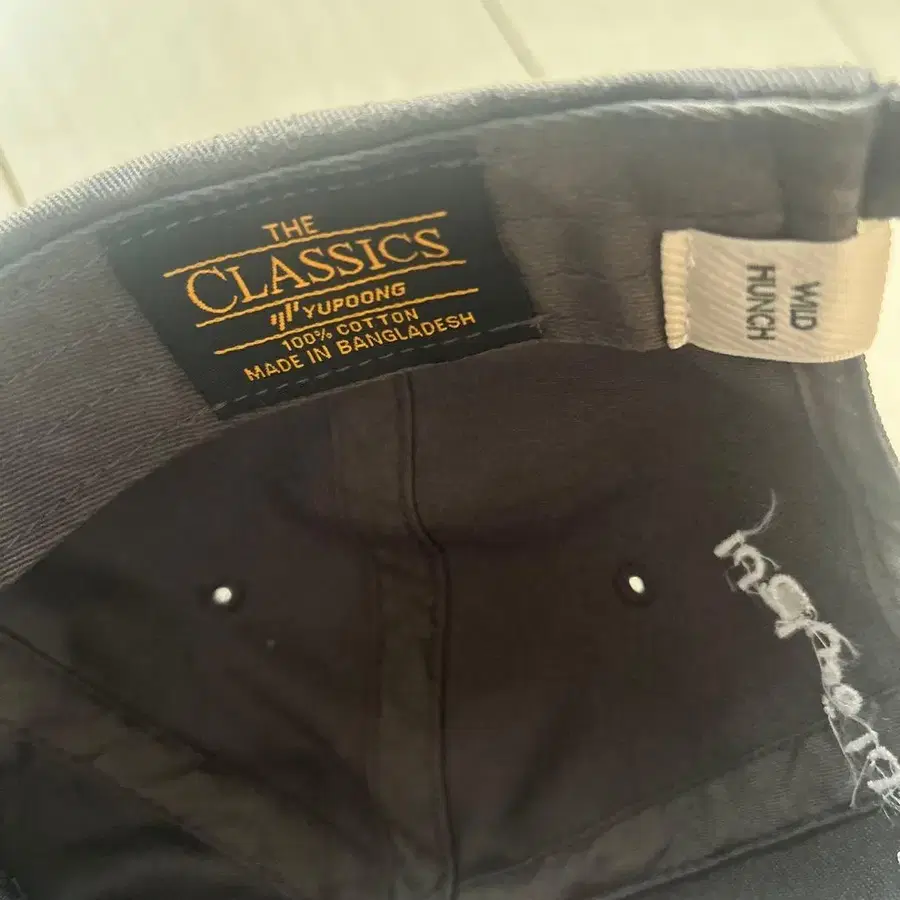 THE
CLASSICS
YUPOONG
100% COTTON
MADE IN BANGLADESH
WILD
HUNCH